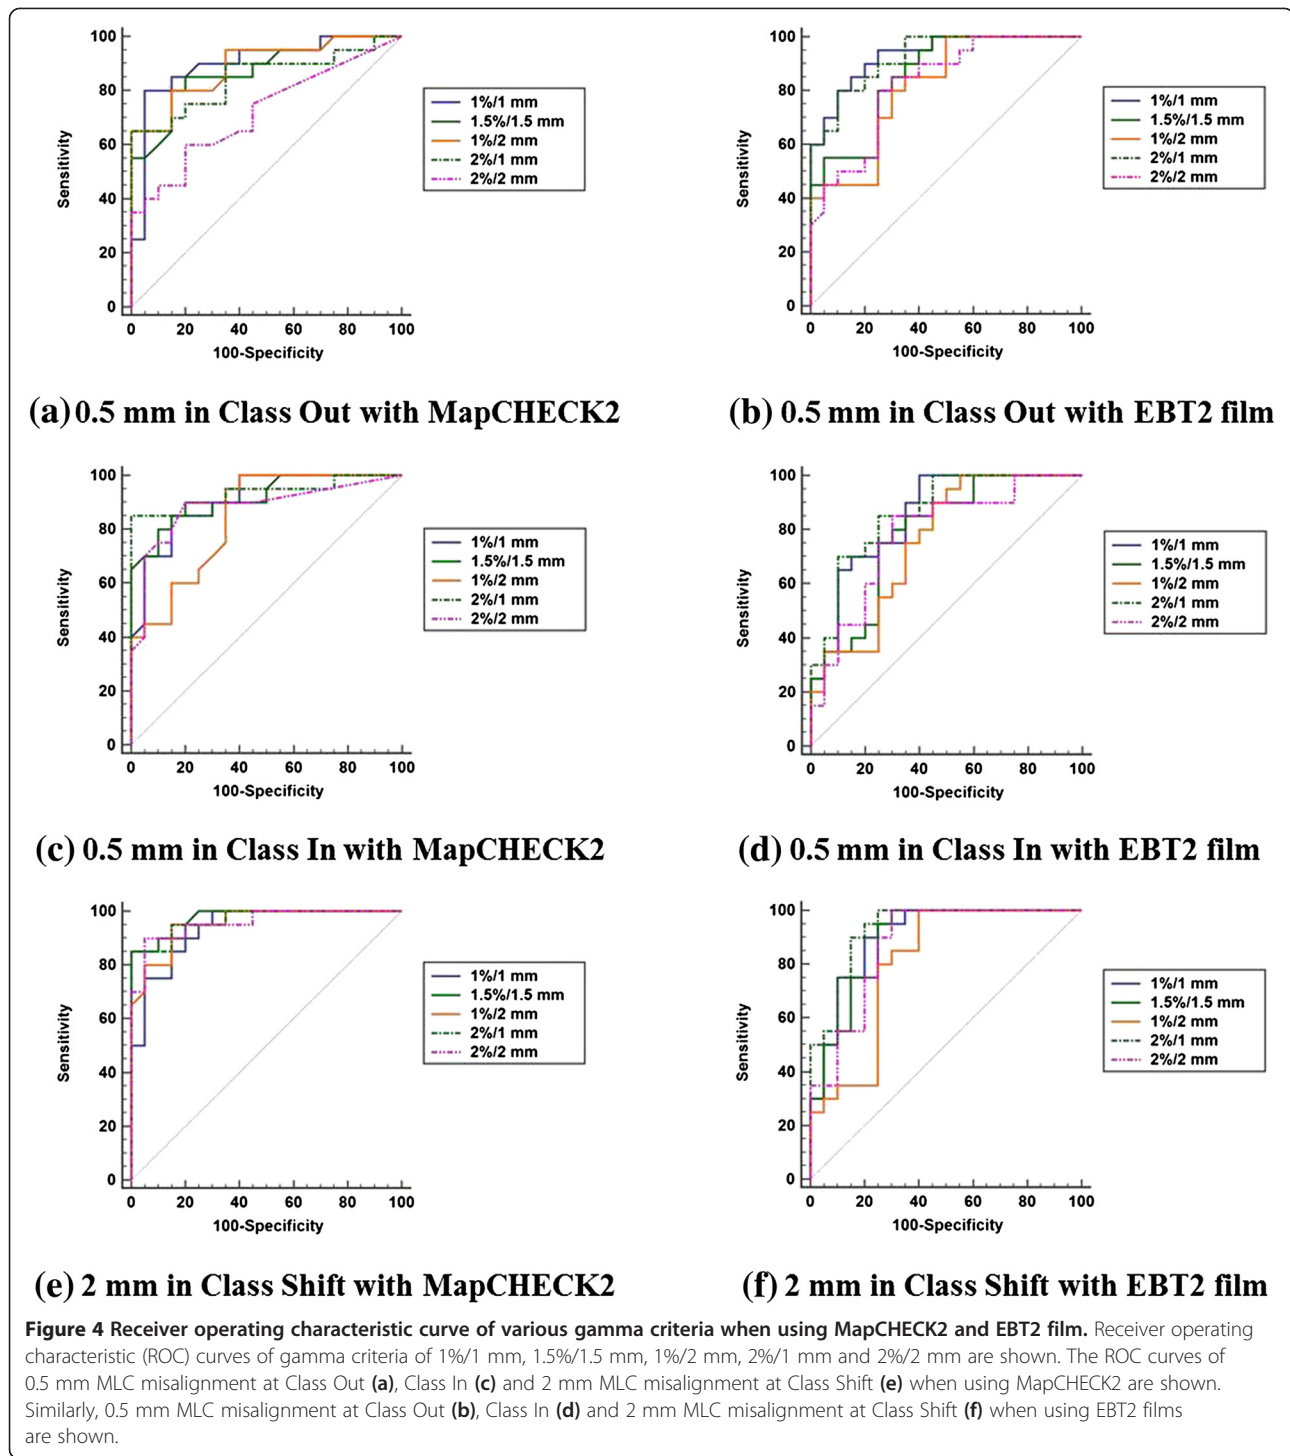 100
80
60
40
20
0
Sensitivity
0 20 40 60 80 100
100-Specificity
1%/1 mm
1.5%/1.5 mm
1%/2 mm
2%/1 mm
2%/2 mm
(a) 0.5 mm in Class Out with MapCHECK2
100
80
60
40
20
0
Sensitivity
0 20 40 60 80 100
100-Specificity
1%/1 mm
1.5%/1.5 mm
1%/2 mm
2%/1 mm
2%/2 mm
(b) 0.5 mm in Class Out with EBT2 film
100
80
60
40
20
0
Sensitivity
0 20 40 60 80 100
100-Specificity
1%/1 mm
1.5%/1.5 mm
1%/2 mm
2%/1 mm
2%/2 mm
(c) 0.5 mm in Class In with MapCHECK2
100
80
60
40
20
0
Sensitivity
0 20 40 60 80 100
100-Specificity
1%/1 mm
1.5%/1.5 mm
1%/2 mm
2%/1 mm
2%/2 mm
(d) 0.5 mm in Class In with EBT2 film
100
80
60
40
20
0
Sensitivity
0 20 40 60 80 100
100-Specificity
1%/1 mm
1.5%/1.5 mm
1%/2 mm
2%/1 mm
2%/2 mm
(e) 2 mm in Class Shift with MapCHECK2
100
80
60
40
20
0
Sensitivity
0 20 40 60 80 100
100-Specificity
1%/1 mm
1.5%/1.5 mm
1%/2 mm
2%/1 mm
2%/2 mm
(f) 2 mm in Class Shift with EBT2 film
Figure 4 Receiver operating characteristic curve of various gamma criteria when using MapCHECK2 and EBT2 film. Receiver operating
characteristic (ROC) curves of gamma criteria of 1%/1 mm, 1.5%/1.5 mm, 1%/2 mm, 2%/1 mm and 2%/2 mm are shown. The ROC curves of
0.5 mm MLC misalignment at Class Out (a), Class In (c) and 2 mm MLC misalignment at Class Shift (e) when using MapCHECK2 are shown.
Similarly, 0.5 mm MLC misalignment at Class Out (b), Class In (d) and 2 mm MLC misalignment at Class Shift (f) when using EBT2 films
are shown.